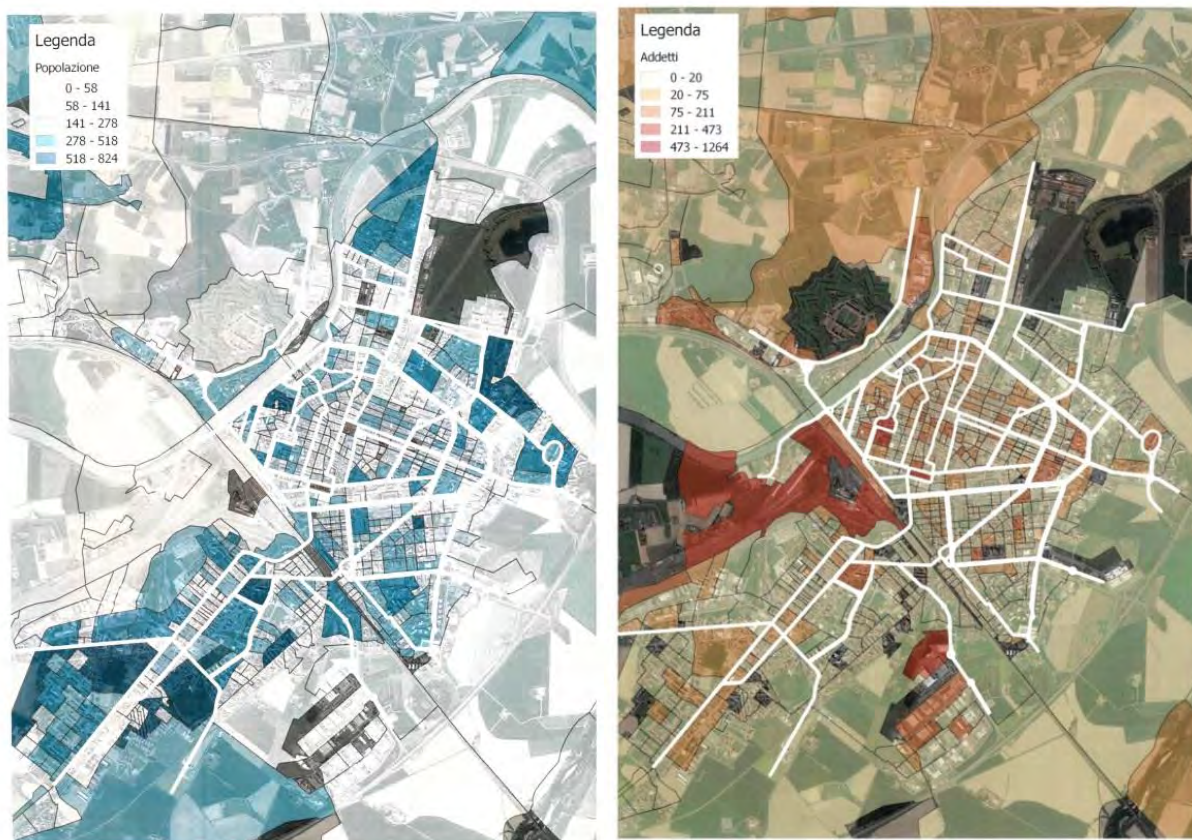 Legenda
Popolazione
0 - 58
58 - 141
141 - 278
278 - 518
518 - 824
Legenda
Addetti
0 - 20
20 - 75
75 - 211
211 - 473
473 - 1264